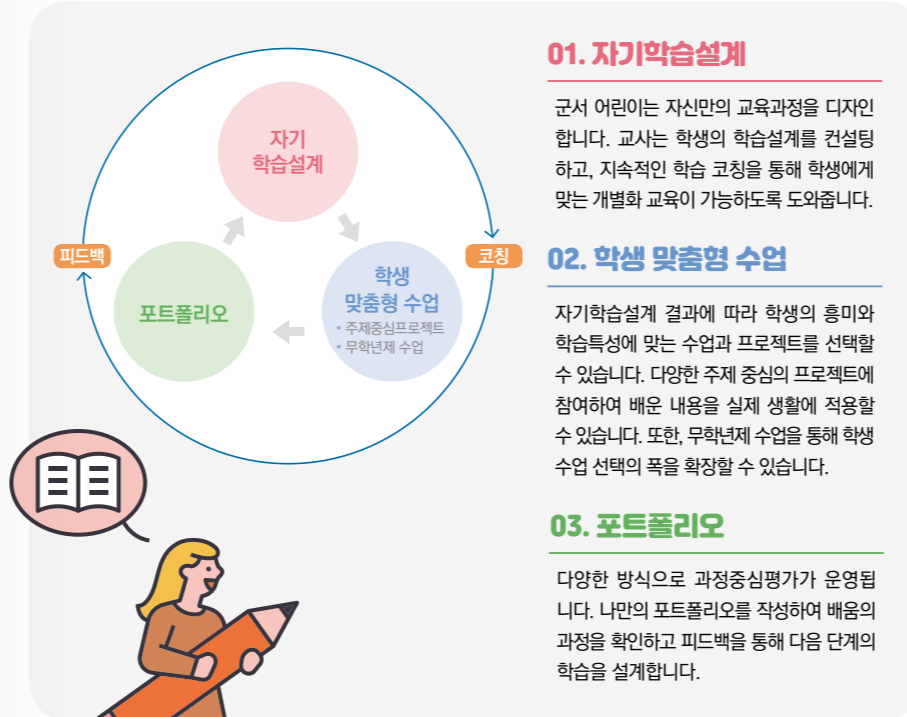 자기
학습설계
피드백
코칭
포트폴리오
학생
맞춤형 수업
• 주제중심프로젝트
• 무학년제 수업
01. 자기학습설계
군서 어린이는 자신만의 교육과정을 디자인
합니다. 교사는 학생의 학습설계를 컨설팅
하고, 지속적인 학습 코칭을 통해 학생에게
맞는 개별화 교육이 가능하도록 도와줍니다.
02. 학생 맞춤형 수업
자기학습설계 결과에 따라 학생의 흥미와
학습특성에 맞는 수업과 프로젝트를 선택할
수 있습니다. 다양한 주제 중심의 프로젝트에
참여하여 배운 내용을 실제 생활에 적용할
수 있습니다. 또한, 무학년제 수업을 통해 학생
수업 선택의 폭을 확장할 수 있습니다.
03. 포트폴리오
다양한 방식으로 과정중심평가가 운영됩
니다. 나만의 포트폴리오를 작성하여 배움의
과정을 확인하고 피드백을 통해 다음 단계의
학습을 설계합니다.